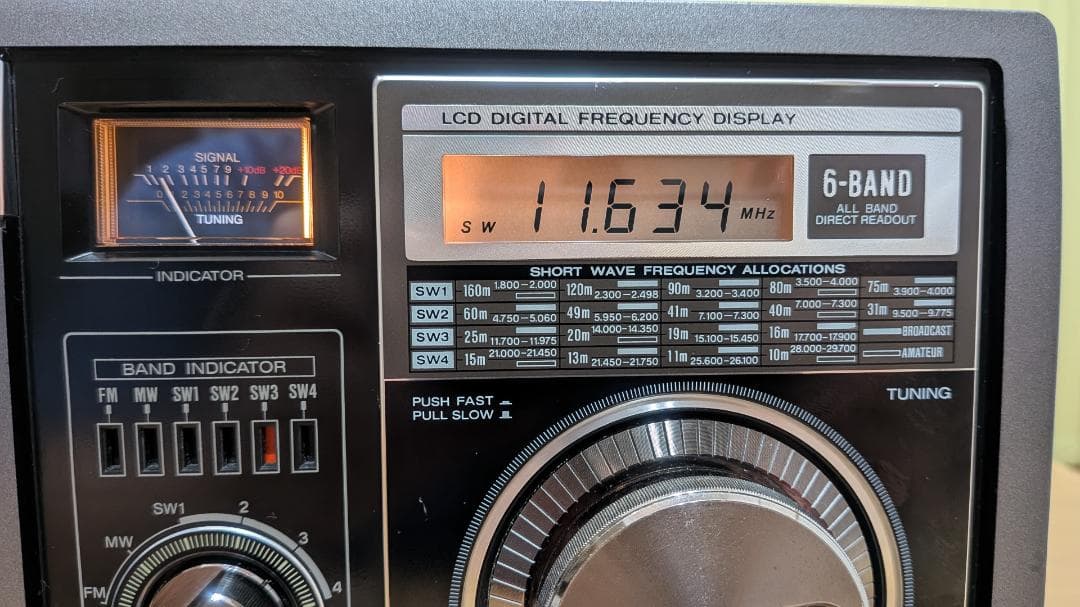 LCD DIGITAL FREQUENCY DISPLAY
SIGNAL
1 2 3 4 5 7 9 +10dB +20dB
0 1 2 3 4 5 6 7 8 9 10
TUNING
INDICATOR
SW 11.634 MHz
6-BAND
ALL BAND
DIRECT READOUT
SHORT WAVE FREQUENCY ALLOCATIONS
SW1 160m 1.800–2.000 120m 2.300–2.498 90m 3.200–3.400 80m 3.500–4.000 75m 3.900–4.000
SW2 60m 4.750–5.060 49m 5.950–6.200 41m 7.100–7.300 40m 7.000–7.300 31m 9.500–9.775
SW3 25m 11.700–11.975 20m 14.000–14.350 19m 15.100–15.450 16m 17.700–17.900 BROADCAST
SW4 15m 21.000–21.450 13m 21.450–21.750 11m 25.600–26.100 10m 28.000–29.700 AMATEUR
BAND INDICATOR
FM MW SW1 SW2 SW3 SW4
PUSH FAST
PULL SLOW
TUNING
SW1 2
MW 3
FM 4